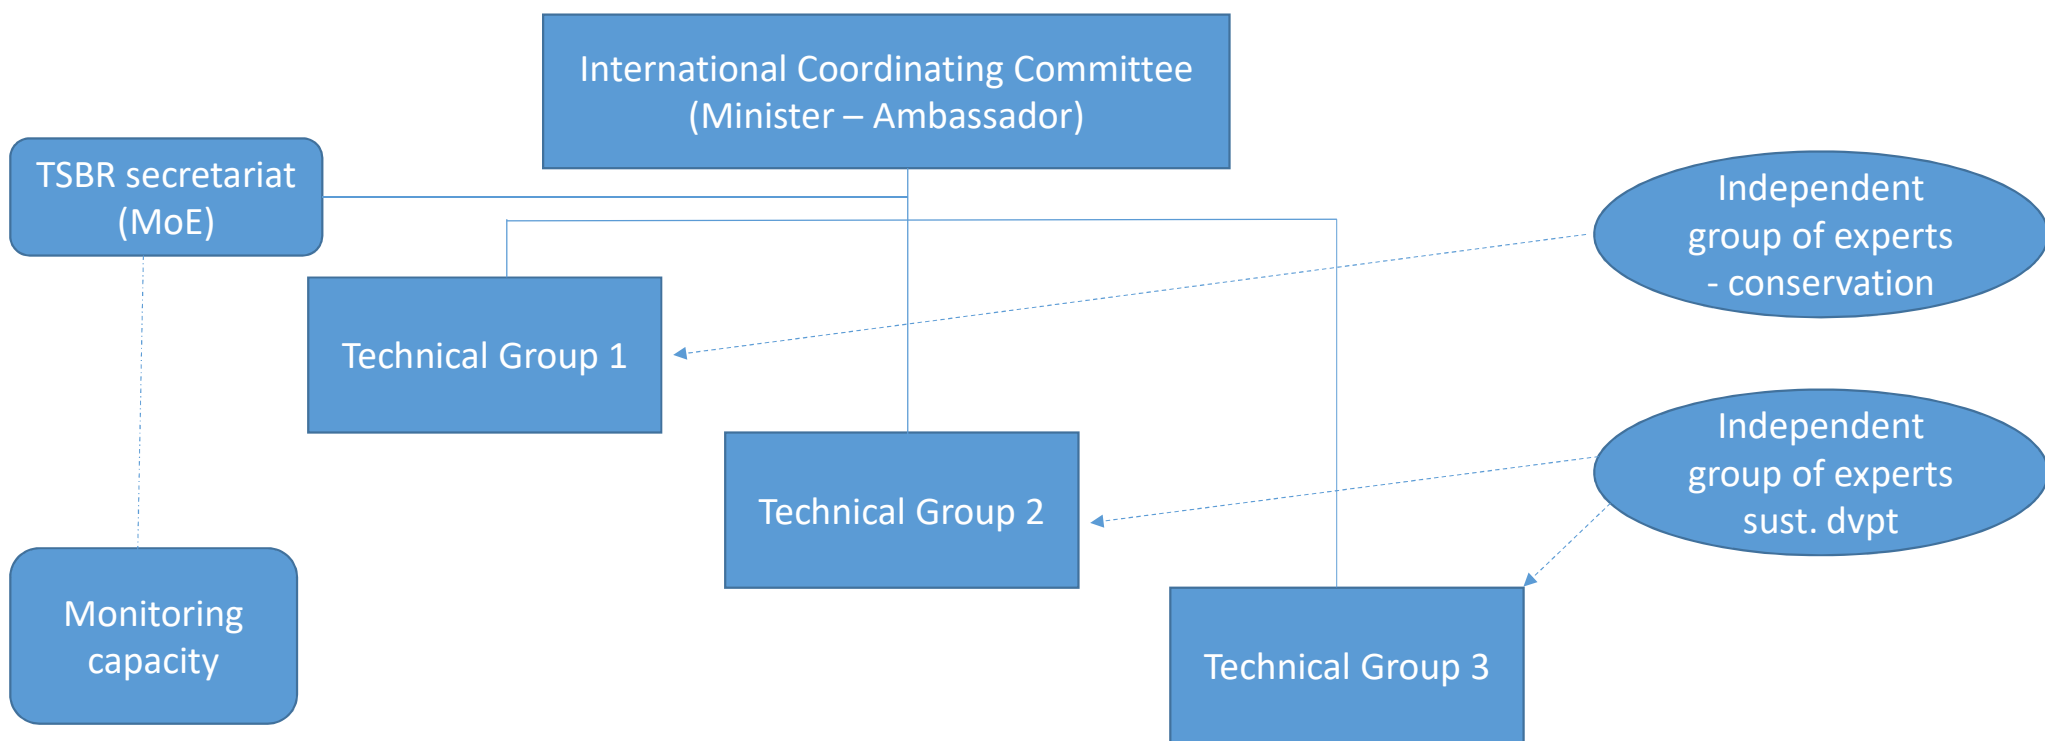 International Coordinating Committee
(Minister – Ambassador)
TSBR secretariat
(MoE)
Independent
group of experts
- conservation
Technical Group 1
Independent
group of experts
sust. dvpt
Technical Group 2
Monitoring
capacity
Technical Group 3